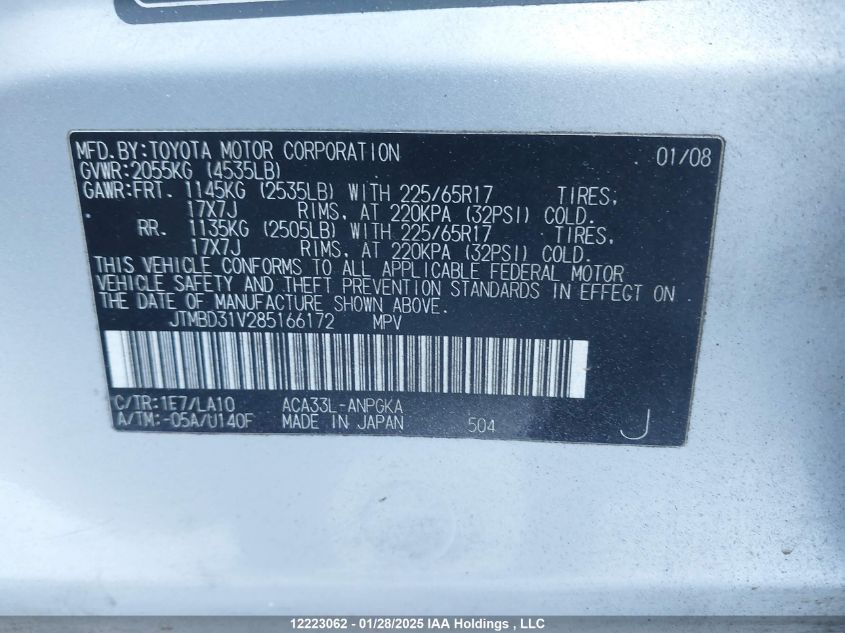 MFD.BY:TOYOTA MOTOR CORPORATION 01/08
GVWR:2055KG (4535LB)
GAWR:FRT. 1145KG (2535LB) WITH 225/65R17 TIRES,
17X7J RIMS, AT 220KPA (32PSI) COLD.
RR. 1135KG (2505LB) WITH 225/65R17 TIRES,
17X7J RIMS, AT 220KPA (32PSI) COLD.
THIS VEHICLE CONFORMS TO ALL APPLICABLE FEDERAL MOTOR
VEHICLE SAFETY AND THEFT PREVENTION STANDARDS IN EFFECT ON
THE DATE OF MANUFACTURE SHOWN ABOVE.
JTMBD31V285166172 MPV
C/TR:1E7/LA10 ACA33L-ANPGKA
A/TM:-05A/U140F MADE IN JAPAN 504 J
12223062 - 01/28/2025 IAA Holdings , LLC